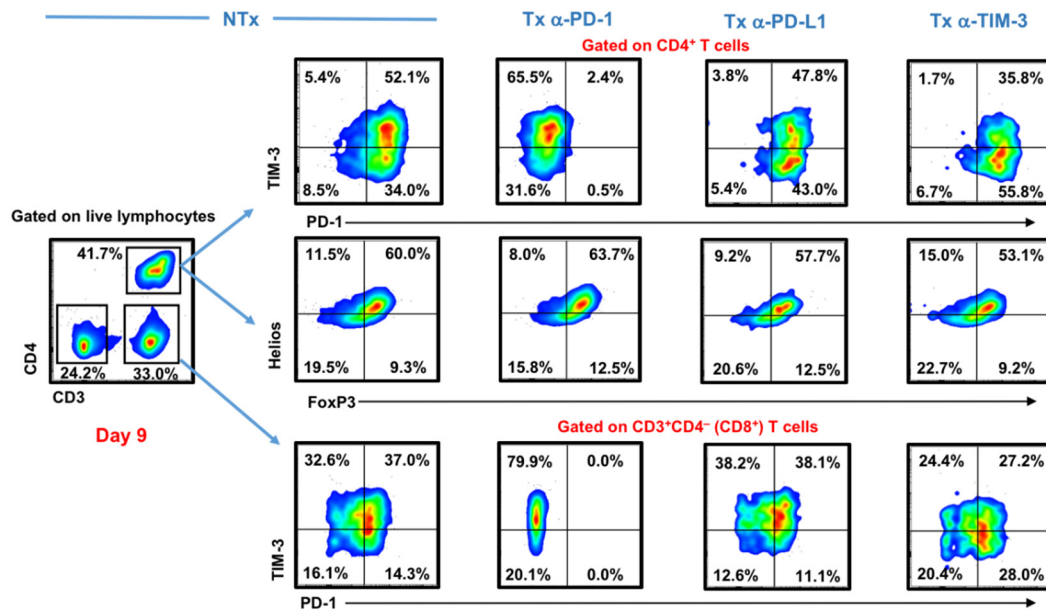 NTx Tx α-PD-1 Tx α-PD-L1 Tx α-TIM-3
Gated on CD4⁺ T cells
5.4% 52.1% 65.5% 2.4% 3.8% 47.8% 1.7% 35.8%
TIM-3
8.5% 34.0% 31.6% 0.5% 5.4% 43.0% 6.7% 55.8%
PD-1
Gated on live lymphocytes
41.7%
CD4
24.2% 33.0%
CD3
Day 9
11.5% 60.0% 8.0% 63.7% 9.2% 57.7% 15.0% 53.1%
Helios
19.5% 9.3% 15.8% 12.5% 20.6% 12.5% 22.7% 9.2%
FoxP3
Gated on CD3⁺CD4⁻ (CD8⁺) T cells
32.6% 37.0% 79.9% 0.0% 38.2% 38.1% 24.4% 27.2%
TIM-3
16.1% 14.3% 20.1% 0.0% 12.6% 11.1% 20.4% 28.0%
PD-1